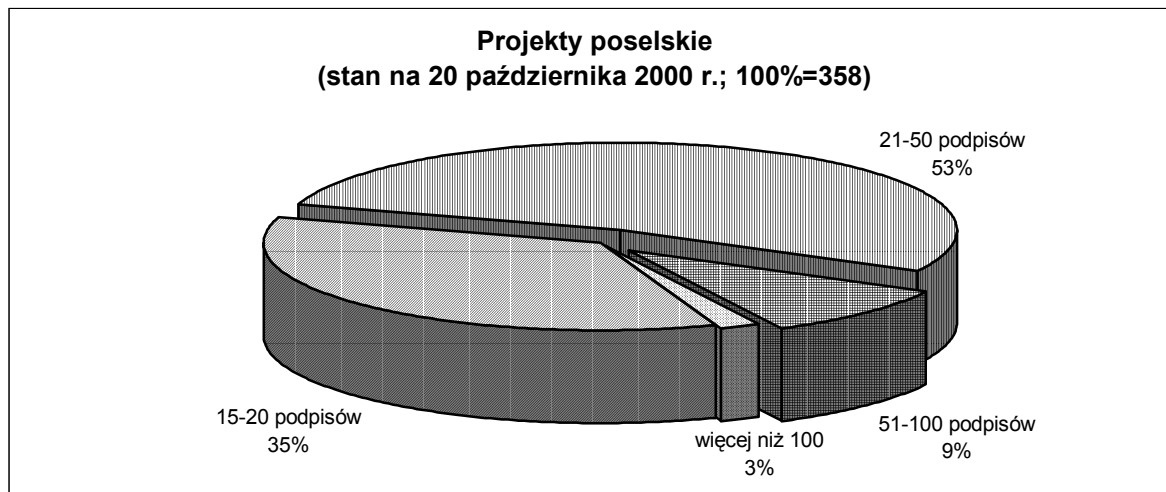 Projekty poselskie
(stan na 20 października 2000 r.; 100%=358)
21-50 podpisów
53%
15-20 podpisów
35%
więcej niż 100
3%
51-100 podpisów
9%